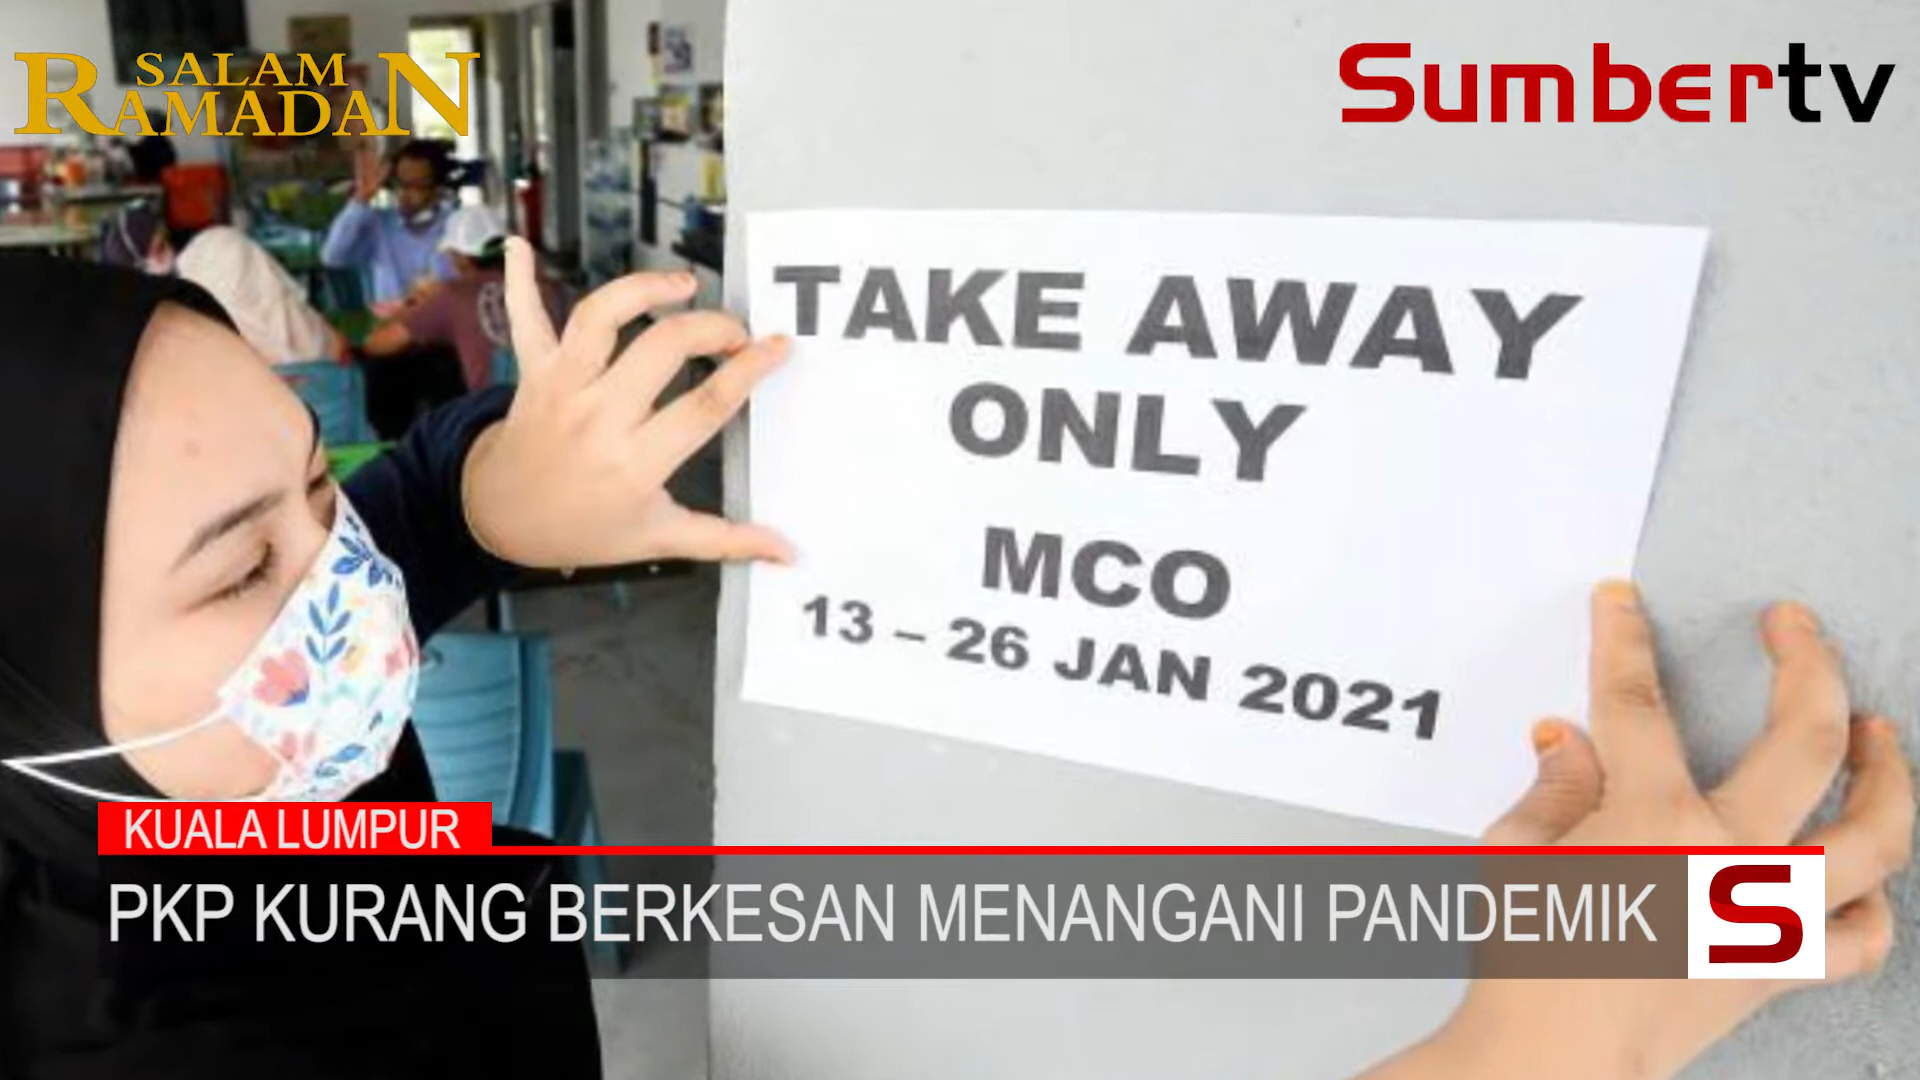 SALAM
RAMADAN
Sumbertv
TAKE AWAY
ONLY
MCO
13 – 26 JAN 2021
KUALA LUMPUR
PKP KURANG BERKESAN MENANGANI PANDEMIK
S